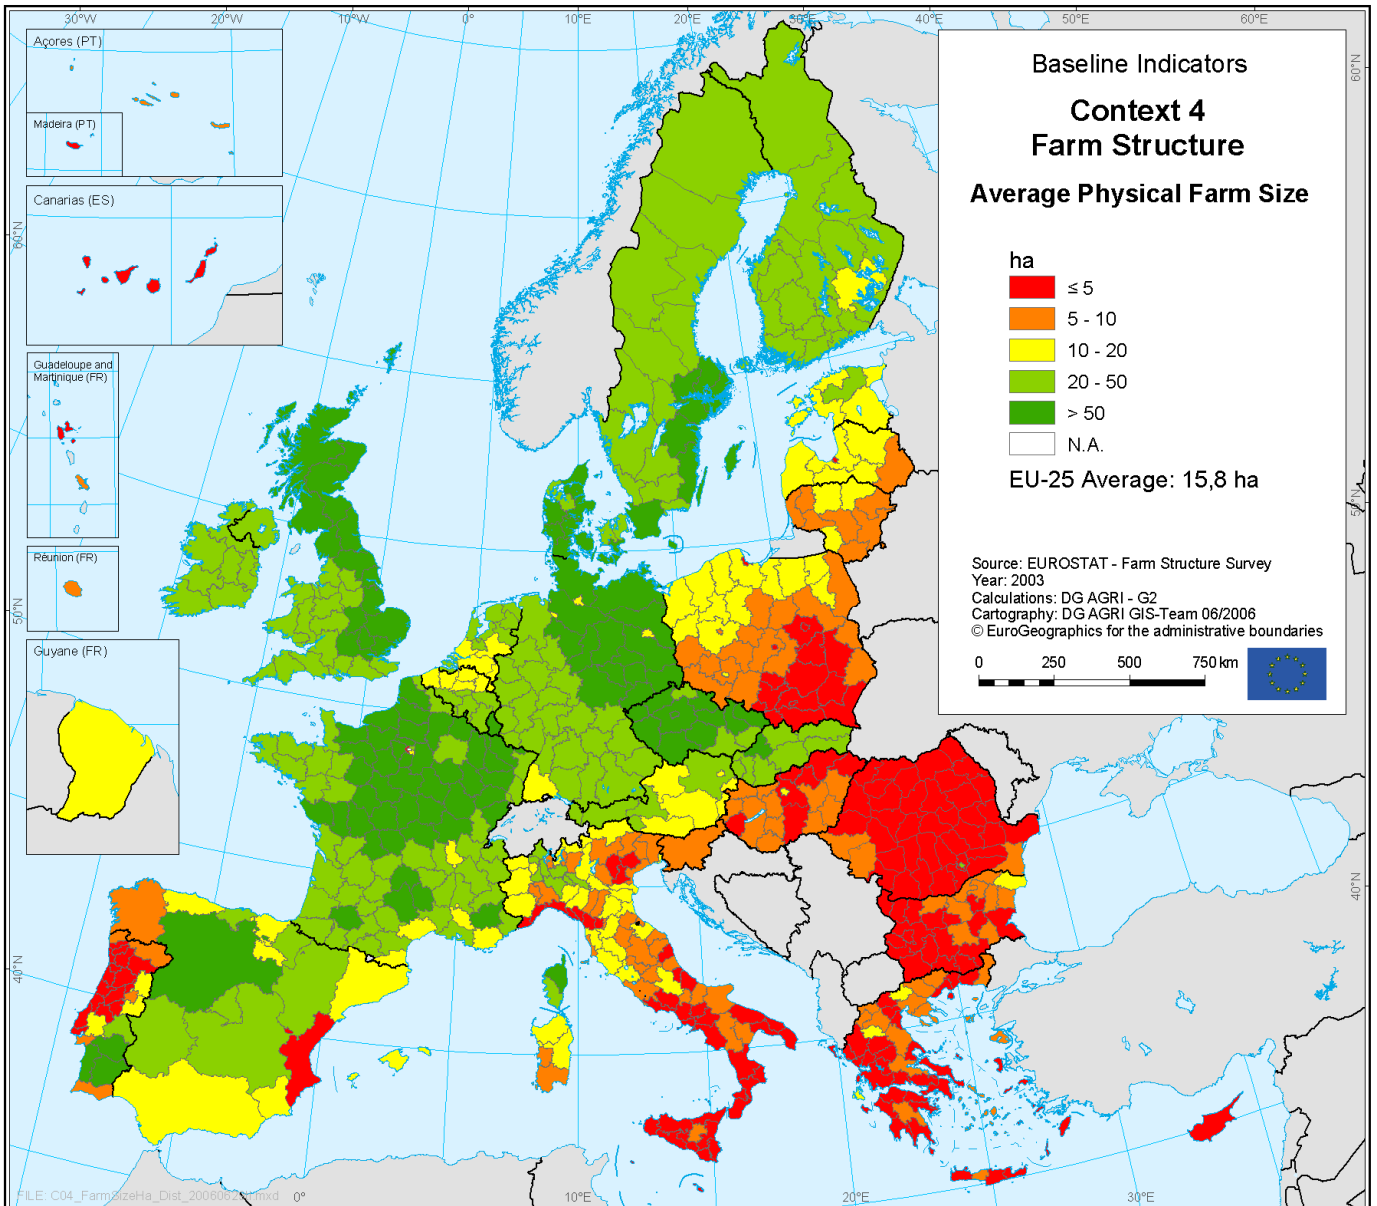 30°W
20°W
10°W
0°
10°E
20°E
30°E
40°E
50°E
60°E
Açores (PT)
Madeira (PT)
Canarias (ES)
Guadeloupe and
Martinique (FR)
Réunion (FR)
Guyane (FR)
60°N
50°N
40°N
60°N
50°N
40°N
Baseline Indicators
Context 4
Farm Structure
Average Physical Farm Size
ha
≤ 5
5 - 10
10 - 20
20 - 50
> 50
N.A.
EU-25 Average: 15,8 ha
Source: EUROSTAT - Farm Structure Survey
Year: 2003
Calculations: DG AGRI - G2
Cartography: DG AGRI GIS-Team 06/2006
© EuroGeographics for the administrative boundaries
0 250 500 750 km
0°
10°E
20°E
30°E